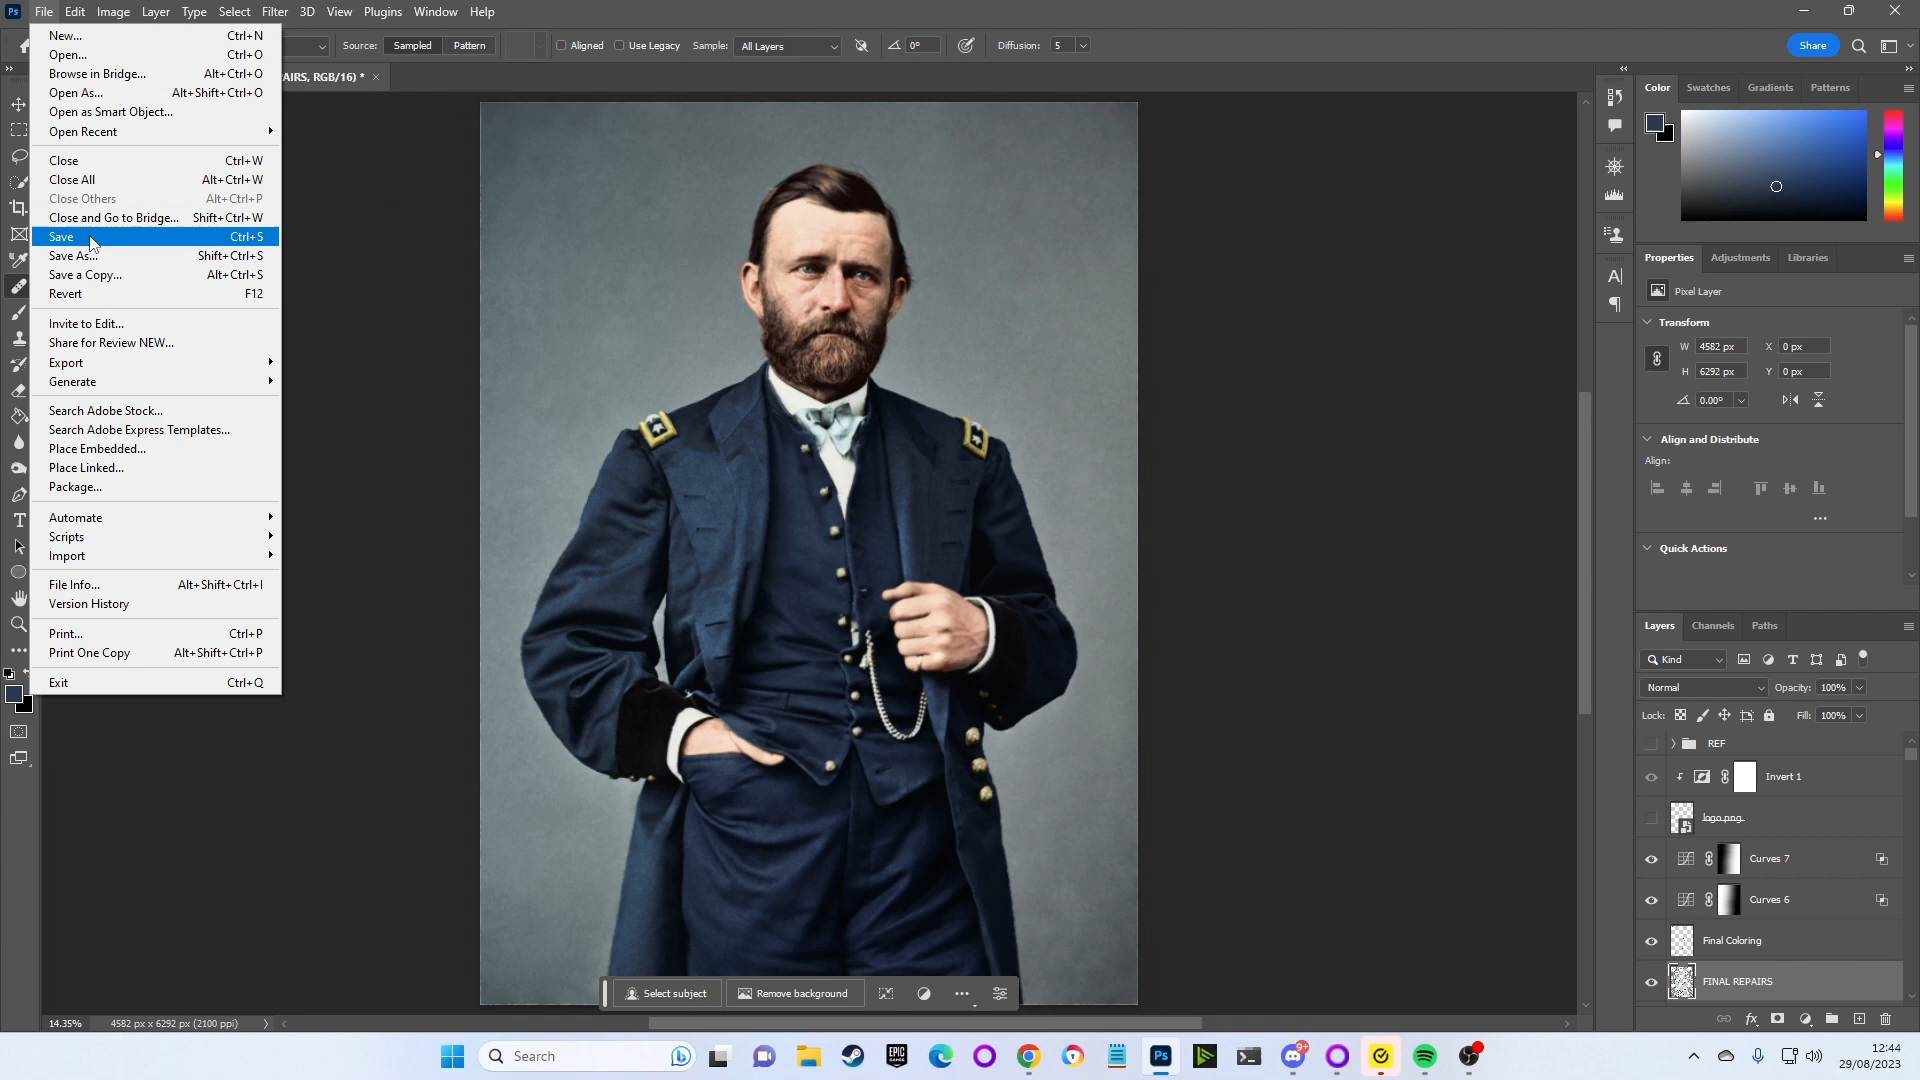 Ps File Edit Image Layer Type Select Filter 3D View Plugins Window Help
Source: Sampled Pattern Aligned Use Legacy Sample: All Layers 0° Diffusion: 5 Share
AIRS, RGB/16) * ×
New... Ctrl+N
Open... Ctrl+O
Browse in Bridge... Alt+Ctrl+O
Open As... Alt+Shift+Ctrl+O
Open as Smart Object...
Open Recent
Close Ctrl+W
Close All Alt+Ctrl+W
Close Others Alt+Ctrl+P
Close and Go to Bridge... Shift+Ctrl+W
Save Ctrl+S
Save As... Shift+Ctrl+S
Save a Copy... Alt+Ctrl+S
Revert F12
Invite to Edit...
Share for Review NEW...
Export
Generate
Search Adobe Stock...
Search Adobe Express Templates...
Place Embedded...
Place Linked...
Package...
Automate
Scripts
Import
File Info... Alt+Shift+Ctrl+I
Version History
Print... Ctrl+P
Print One Copy Alt+Shift+Ctrl+P
Exit Ctrl+Q
Color Swatches Gradients Patterns
Properties Adjustments Libraries
Pixel Layer
Transform
W 4582 px X 0 px
H 6292 px Y 0 px
0.00°
Align and Distribute
Align:
Quick Actions
Layers Channels Paths
Kind
Normal Opacity: 100%
Lock: Fill: 100%
REF
Invert 1
logo.png
Curves 7
Curves 6
Final Coloring
FINAL REPAIRS
Select subject Remove background
14.35% 4582 px x 6292 px (2100 ppi)
Search
EPIC GAMES
Ps
9+
12:44
29/08/2023